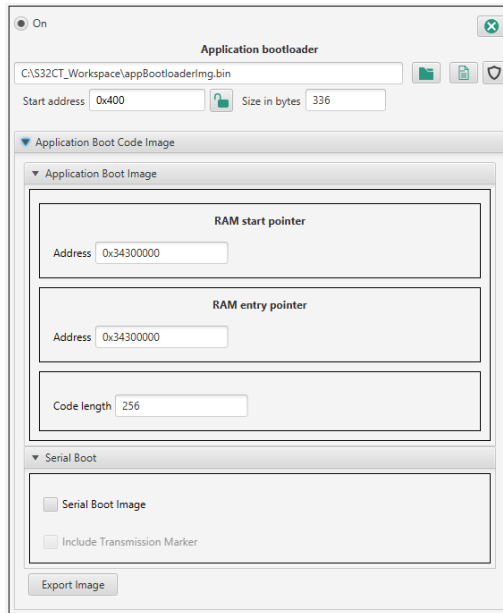 On
Application bootloader
C:\S32CT_Workspace\appBootloaderImg.bin
Start address 0x400 Size in bytes 336
Application Boot Code Image
Application Boot Image
RAM start pointer
Address 0x34300000
RAM entry pointer
Address 0x34300000
Code length 256
Serial Boot
Serial Boot Image
Include Transmission Marker
Export Image